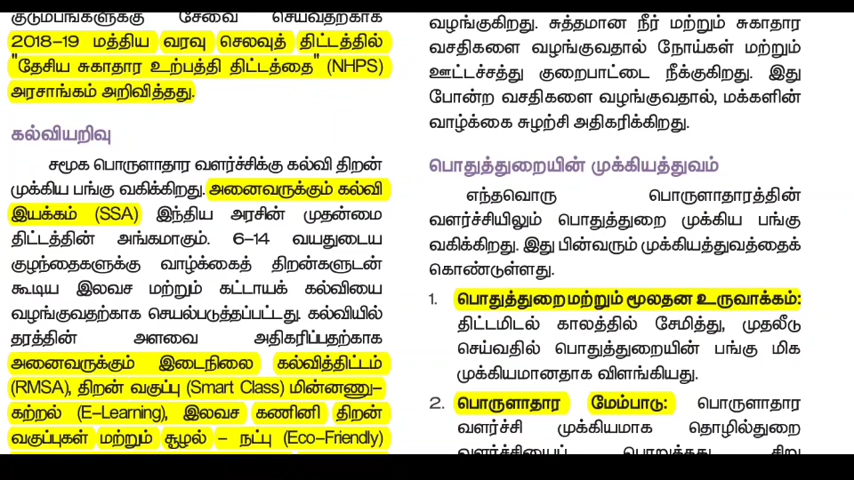 குடும்பங்களுக்கு சேவை செய்வதற்காக
2018-19 மத்திய வரவு செலவுத் திட்டத்தில்
"தேசிய சுகாதார உற்பத்தி திட்டத்தை" (NHPS)
அரசாங்கம் அறிவித்தது.
கல்வியறிவு
சமூக பொருளாதார வளர்ச்சிக்கு கல்வி திறன்
முக்கிய பங்கு வகிக்கிறது. அனைவருக்கும் கல்வி
இயக்கம் (SSA) இந்திய அரசின் முதன்மை
திட்டத்தின் அங்கமாகும். 6-14 வயதுடைய
குழந்தைகளுக்கு வாழ்க்கைத் திறன்களுடன்
கூடிய இலவச மற்றும் கட்டாயக் கல்வியை
வழங்குவதற்காக செயல்படுத்தப்பட்டது. கல்வியில்
தரத்தின் அளவை அதிகரிப்பதற்காக
அனைவருக்கும் இடைநிலை கல்வித்திட்டம்
(RMSA), திறன் வகுப்பு (Smart Class) மின்னணு-
கற்றல் (E-Learning), இலவச கணினி திறன்
வகுப்புகள் மற்றும் சூழல் - நட்பு (Eco-Friendly)
வழங்குகிறது. சுத்தமான நீர் மற்றும் சுகாதார
வசதிகளை வழங்குவதால் நோய்கள் மற்றும்
ஊட்டச்சத்து குறைபாட்டை நீக்குகிறது. இது
போன்ற வசதிகளை வழங்குவதால், மக்களின்
வாழ்க்கை சுழற்சி அதிகரிக்கிறது.
பொதுத்துறையின் முக்கியத்துவம்
எந்தவொரு பொருளாதாரத்தின்
வளர்ச்சியிலும் பொதுத்துறை முக்கிய பங்கு
வகிக்கிறது. இது பின்வரும் முக்கியத்துவத்தைக்
கொண்டுள்ளது.
1. பொதுத்துறை மற்றும் மூலதன உருவாக்கம்:
திட்டமிடல் காலத்தில் சேமித்து, முதலீடு
செய்வதில் பொதுத்துறையின் பங்கு மிக
முக்கியமானதாக விளங்கியது.
2. பொருளாதார மேம்பாடு: பொருளாதார
வளர்ச்சி முக்கியமாக தொழில்துறை
வளர்ச்சியைப் பொறுத்தது. சிறு